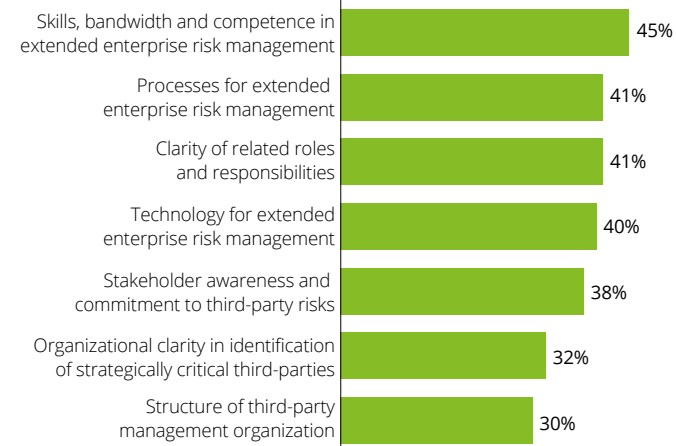 Skills, bandwidth and competence in
extended enterprise risk management
45%
Processes for extended
enterprise risk management
41%
Clarity of related roles
and responsibilities
41%
Technology for extended
enterprise risk management
40%
Stakeholder awareness and
commitment to third-party risks
38%
Organizational clarity in identification
of strategically critical third-parties
32%
Structure of third-party
management organization
30%